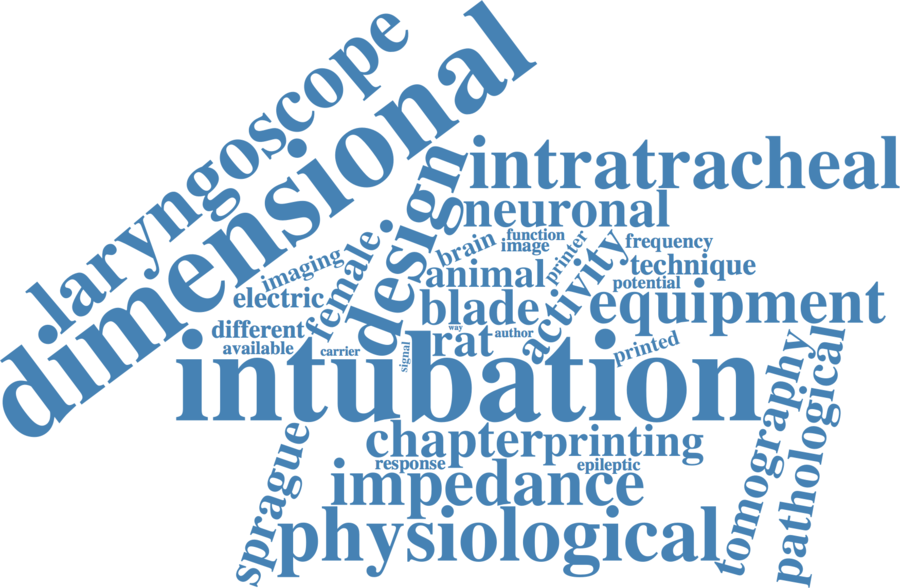 laryngoscope
dimensional
intratracheal
design
neuronal
function
brain
image
printer
frequency
activity
imaging
female
animal
technique
potential
electric
blade
equipment
different
way
author
rat
printed
available
carrier
signal
intubation
tomography
pathological
chapter
printing
sprague
response
epileptic
impedance
physiological